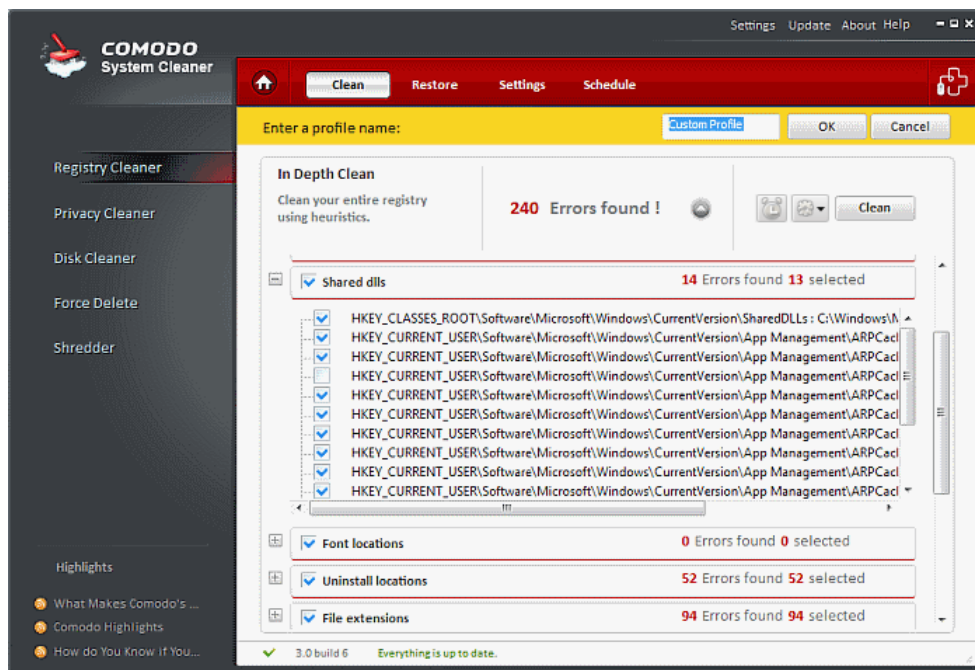 Settings Update About Help
COMODO
System Cleaner
Clean Restore Settings Schedule
Enter a profile name: Custom Profile OK Cancel
Registry Cleaner
Privacy Cleaner
Disk Cleaner
Force Delete
Shredder
In Depth Clean
Clean your entire registry
using heuristics.
240 Errors found !
Clean
Shared dlls 14 Errors found 13 selected
HKEY_CLASSES_ROOT\Software\Microsoft\Windows\CurrentVersion\SharedDLLs : C:\Windows\
HKEY_CURRENT_USER\Software\Microsoft\Windows\CurrentVersion\App Management\ARPCacl
HKEY_CURRENT_USER\Software\Microsoft\Windows\CurrentVersion\App Management\ARPCacl
HKEY_CURRENT_USER\Software\Microsoft\Windows\CurrentVersion\App Management\ARPCacl
HKEY_CURRENT_USER\Software\Microsoft\Windows\CurrentVersion\App Management\ARPCacl
HKEY_CURRENT_USER\Software\Microsoft\Windows\CurrentVersion\App Management\ARPCacl
HKEY_CURRENT_USER\Software\Microsoft\Windows\CurrentVersion\App Management\ARPCacl
HKEY_CURRENT_USER\Software\Microsoft\Windows\CurrentVersion\App Management\ARPCacl
HKEY_CURRENT_USER\Software\Microsoft\Windows\CurrentVersion\App Management\ARPCacl
HKEY_CURRENT_USER\Software\Microsoft\Windows\CurrentVersion\App Management\ARPCacl
Font locations 0 Errors found 0 selected
Uninstall locations 52 Errors found 52 selected
File extensions 94 Errors found 94 selected
Highlights
What Makes Comodo's ...
Comodo Highlights
How do You Know if You...
3.0 build 6 Everything is up to date.